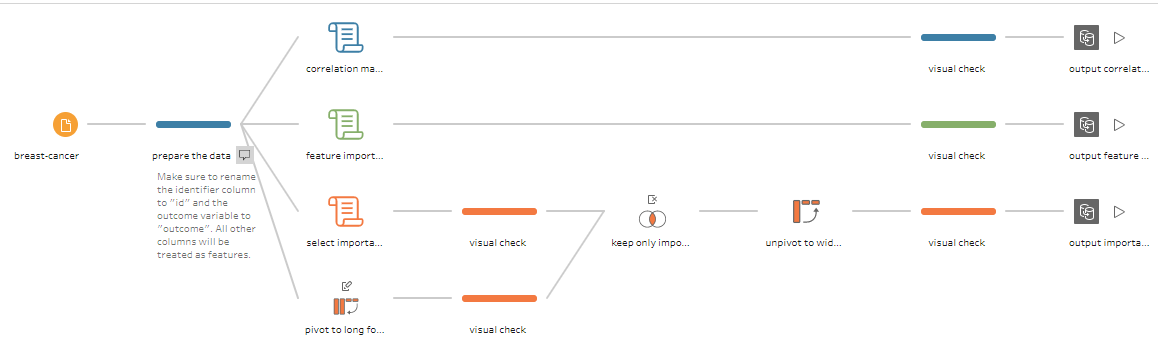 correlation ma...
visual check
output correlat...
breast-cancer
prepare the data
Make sure to rename
the identifier column
to "id" and the
outcome variable to
"outcome". All other
columns will be
treated as features.
feature import...
visual check
output feature ...
select importa...
visual check
keep only impo...
unpivot to wid...
visual check
output importa...
pivot to long fo...
visual check